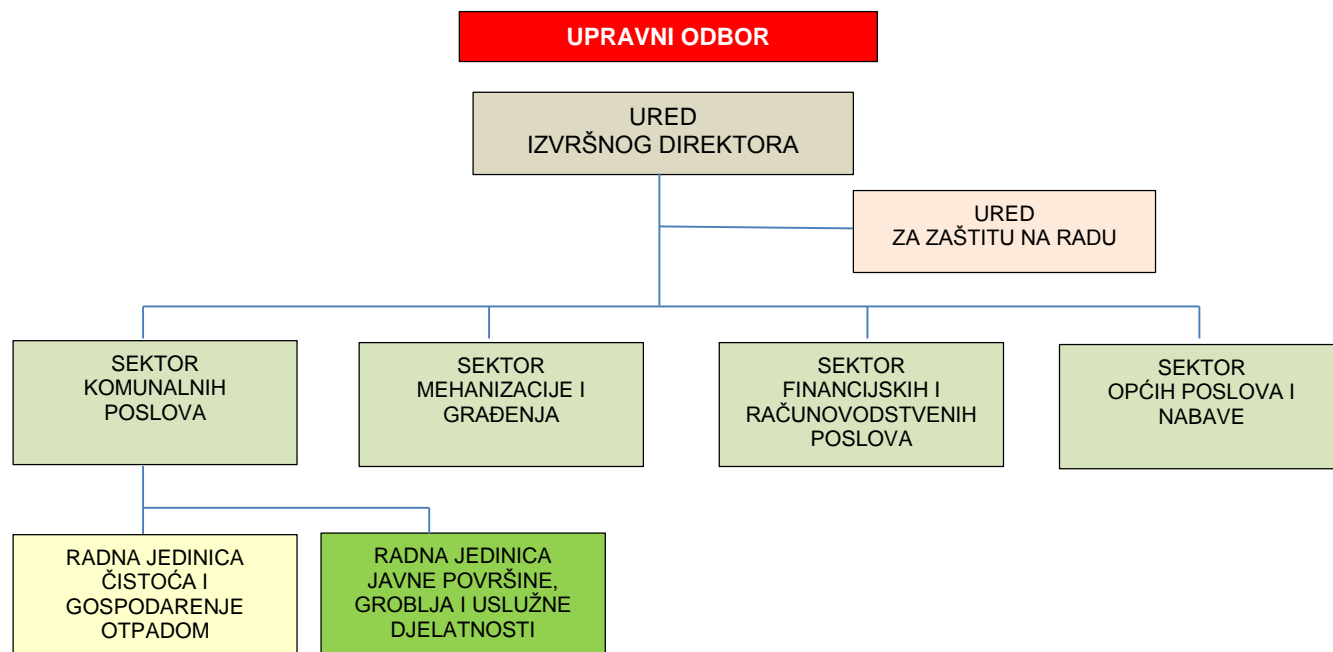 UPRAVNI ODBOR
URED
IZVRŠNOG DIREKTORA
URED
ZA ZAŠTITU NA RADU
SEKTOR
KOMUNALNIH
POSLOVA
SEKTOR
MEHANIZACIJE I
GRAĐENJA
SEKTOR
FINANCIJSKIH I
RAČUNOVODSTVENIH
POSLOVA
SEKTOR
OPĆIH POSLOVA I
NABAVE
RADNA JEDINICA
ČISTOĆA I
GOSPODARENJE
OTPADOM
RADNA JEDINICA
JAVNE POVRŠINE,
GROBLJA I USLUŽNE
DJELATNOSTI